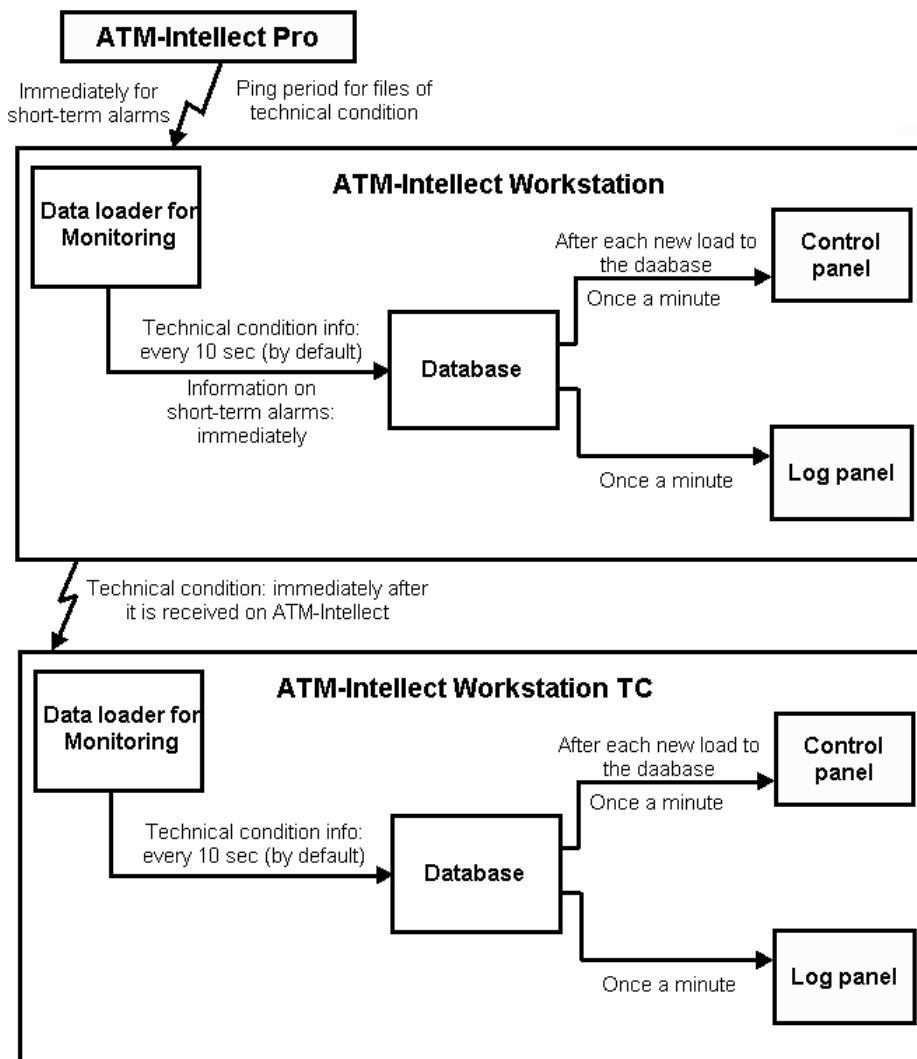 ATM-Intellect Pro
Immediately for
short-term alarms
Ping period for files of
technical condition
ATM-Intellect Workstation
Data loader for
Monitoring
After each new load to
the daabase
Once a minute
Control
panel
Technical condition info:
every 10 sec (by default)
Information on
short-term alarms:
immediately
Database
Once a minute
Log panel
Technical condition: immediately after
it is received on ATM-Intellect
ATM-Intellect Workstation TC
Data loader for
Monitoring
After each new load to
the daabase
Once a minute
Control
panel
Technical condition info:
every 10 sec (by default)
Database
Once a minute
Log panel